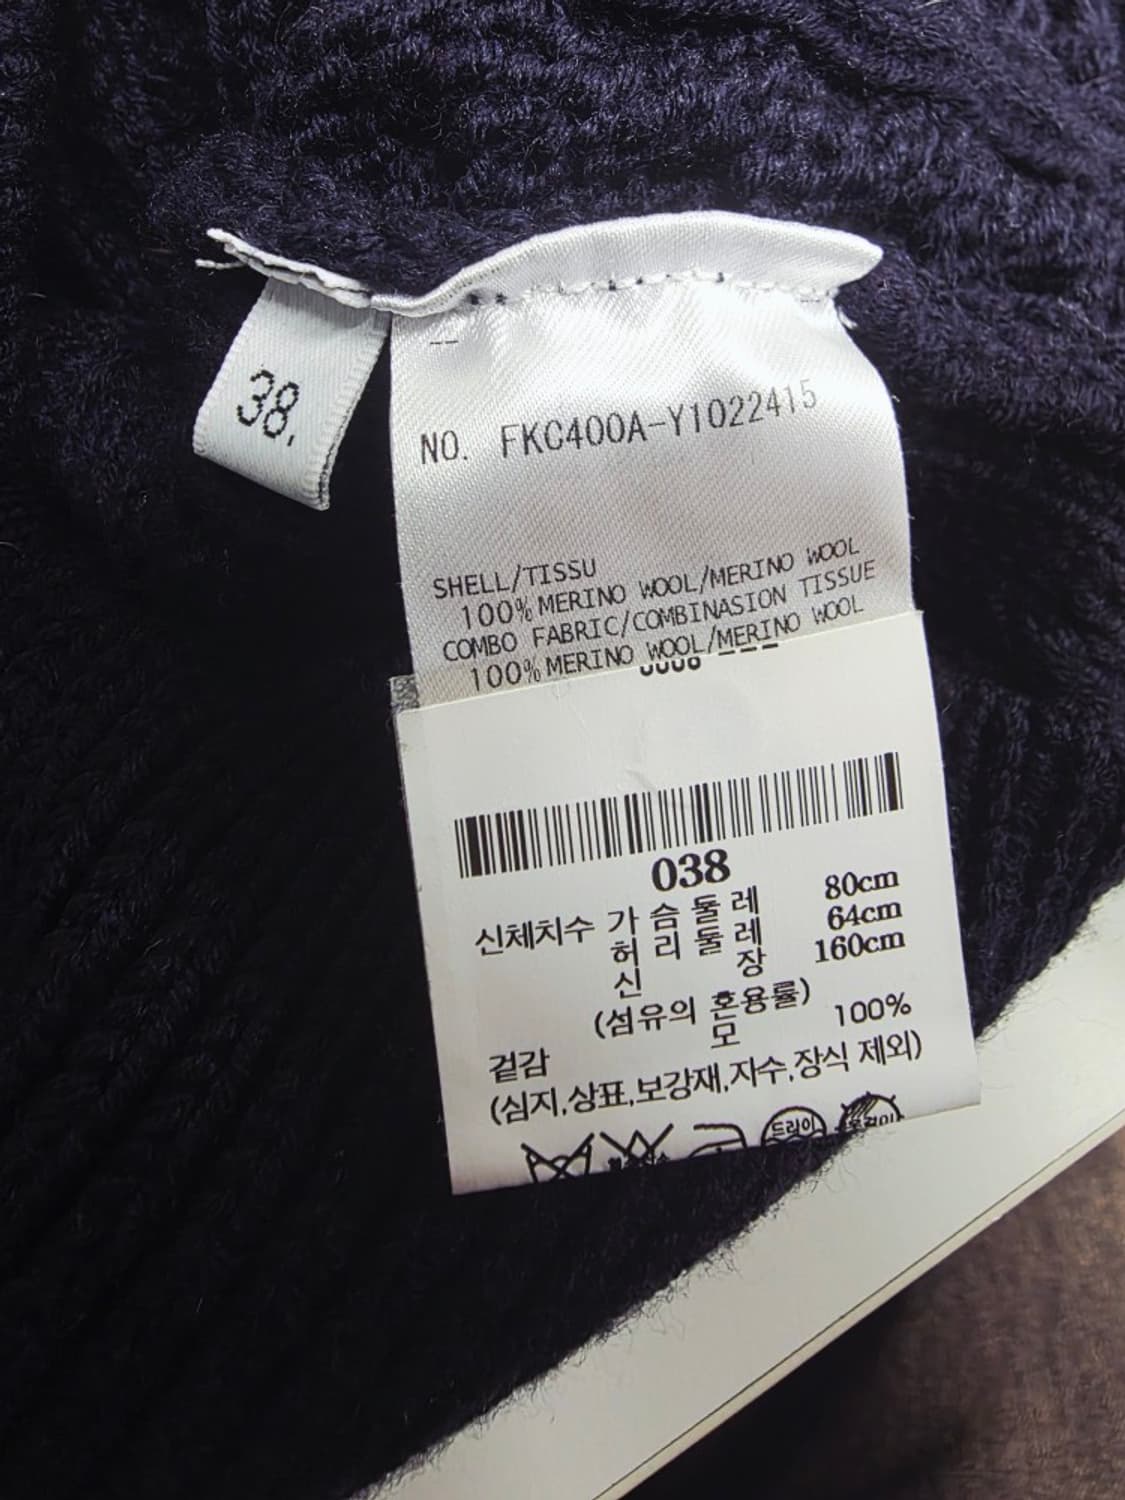 38.
NO. FKC400A-Y1022415
SHELL/TISSU
100% MERINO WOOL/MERINO WOOL
COMBO FABRIC/COMBINASION TISSUE
100% MERINO WOOL/MERINO WOOL
038
신체치수 가슴둘레 80cm
허리둘레 64cm
신장 160cm
(섬유의 혼용률)
겉감 모 100%
(심지,상표,보강재,자수,장식 제외)
드라이